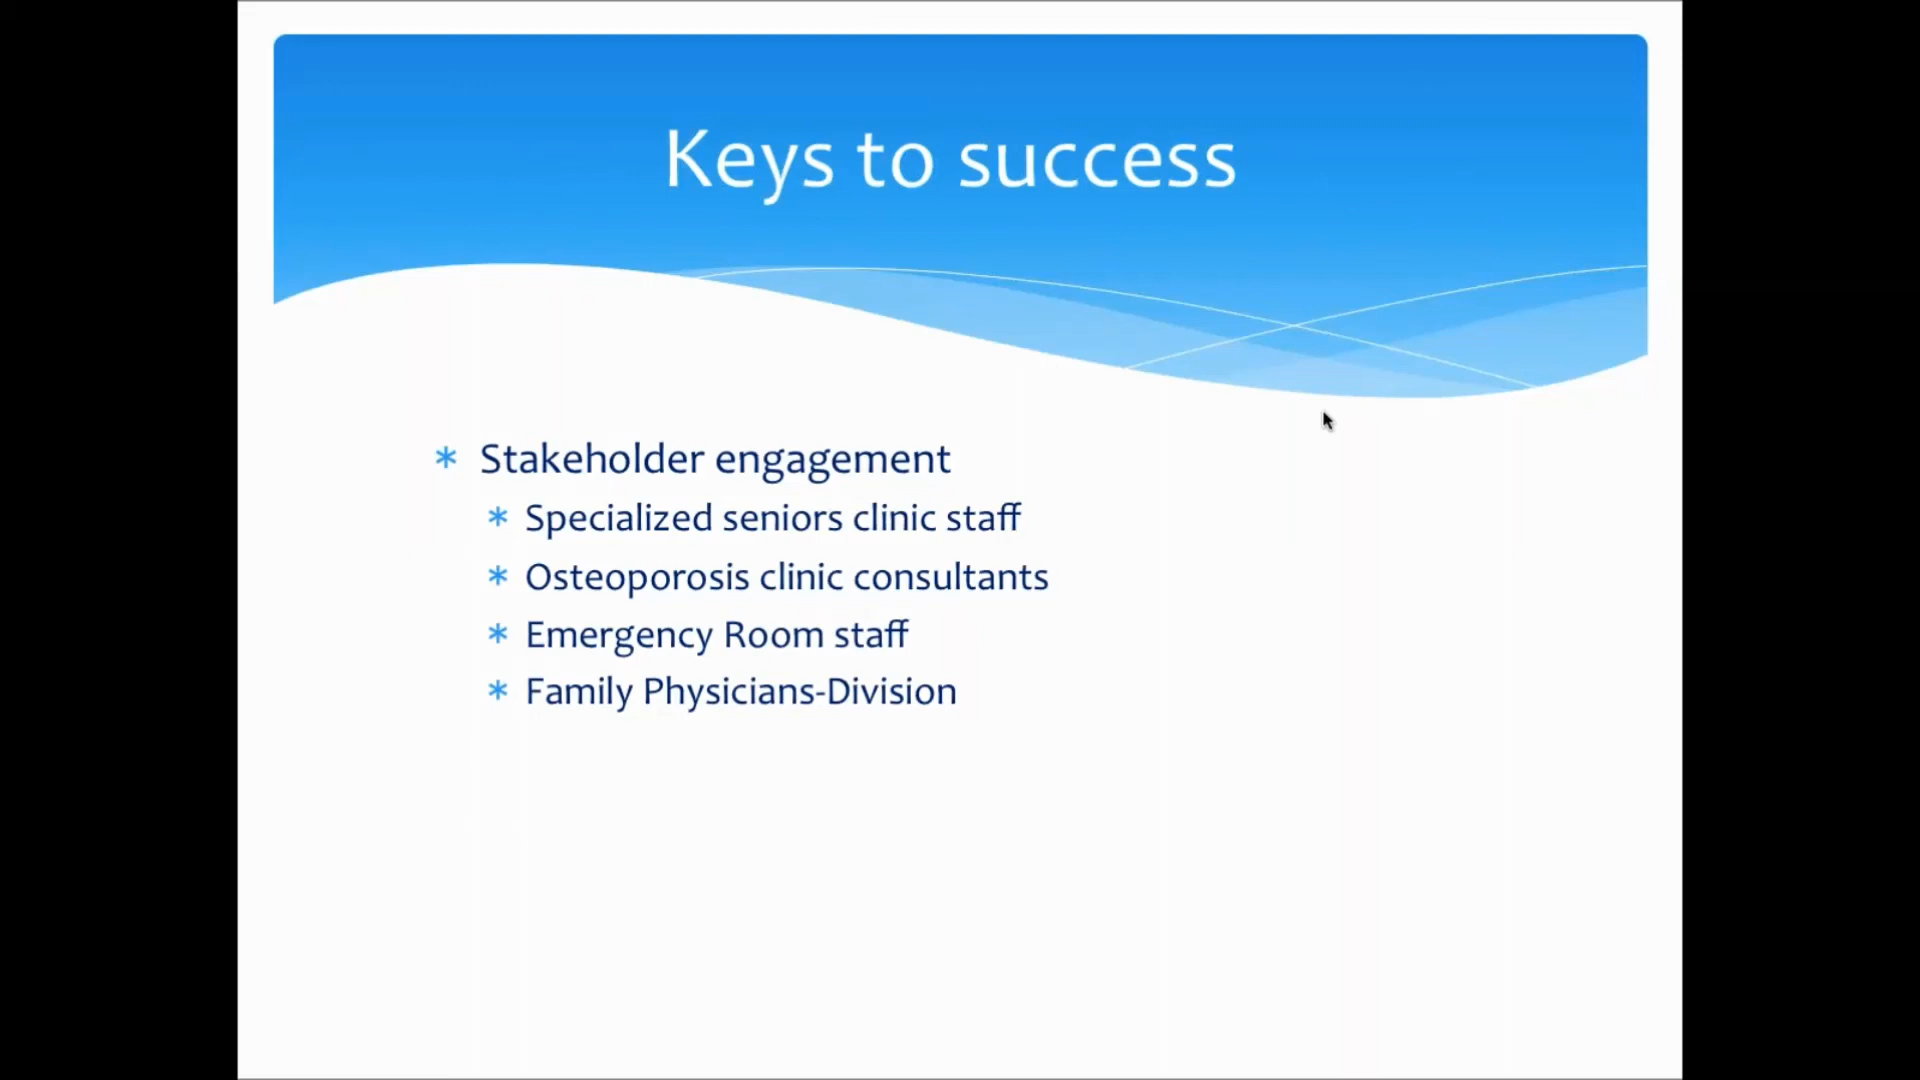 Keys to success
* Stakeholder engagement
* Specialized seniors clinic staff
* Osteoporosis clinic consultants
* Emergency Room staff
* Family Physicians-Division